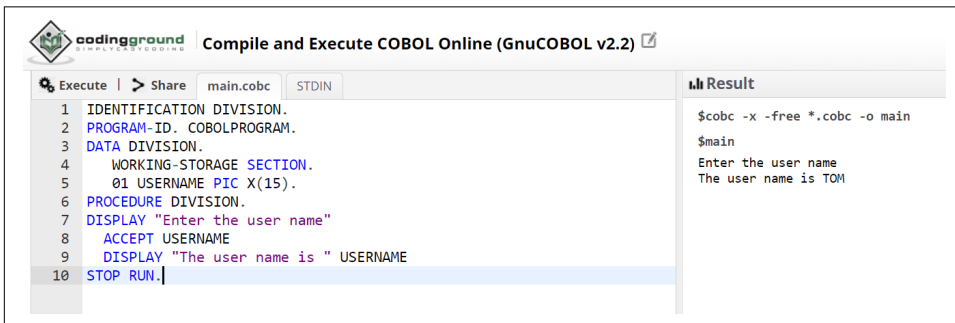 codingground
SIMPLYEASYCODING
Compile and Execute COBOL Online (GnuCOBOL v2.2)
Execute | Share main.cobc STDIN
1 IDENTIFICATION DIVISION.
2 PROGRAM-ID. COBOLPROGRAM.
3 DATA DIVISION.
4 WORKING-STORAGE SECTION.
5 01 USERNAME PIC X(15).
6 PROCEDURE DIVISION.
7 DISPLAY "Enter the user name"
8 ACCEPT USERNAME
9 DISPLAY "The user name is " USERNAME
10 STOP RUN.
Result
$cobc -x -free *.cobc -o main
$main
Enter the user name
The user name is TOM